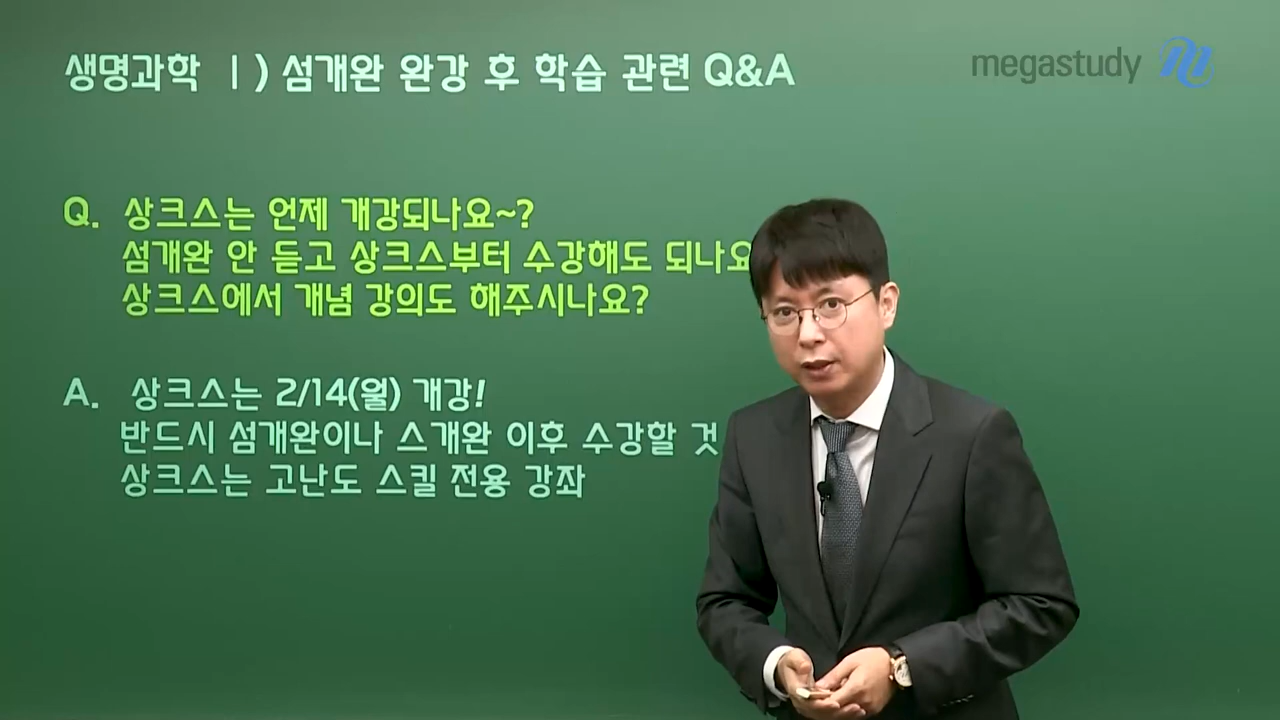 생명과학 Ⅰ) 섬개완 완강 후 학습 관련 Q&A
megastudy
Q. 상크스는 언제 개강되나요~?
섬개완 안 듣고 상크스부터 수강해도 되나요
상크스에서 개념 강의도 해주시나요?
A. 상크스는 2/14(월) 개강!
반드시 섬개완이나 스개완 이후 수강할 것
상크스는 고난도 스킬 전용 강좌